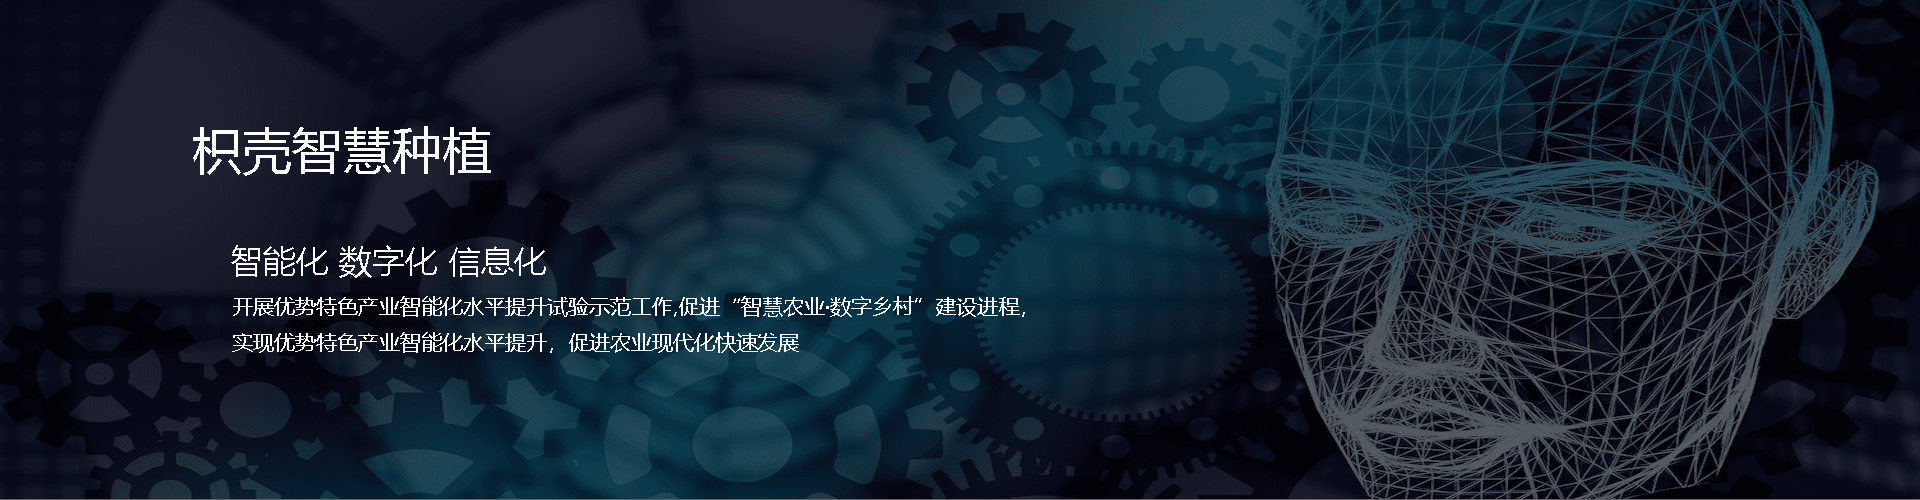 枳壳智慧种植
智能化 数字化 信息化
开展优势特色产业智能化水平提升试验示范工作,促进“智慧农业·数字乡村”建设进程，
实现优势特色产业智能化水平提升，促进农业现代化快速发展